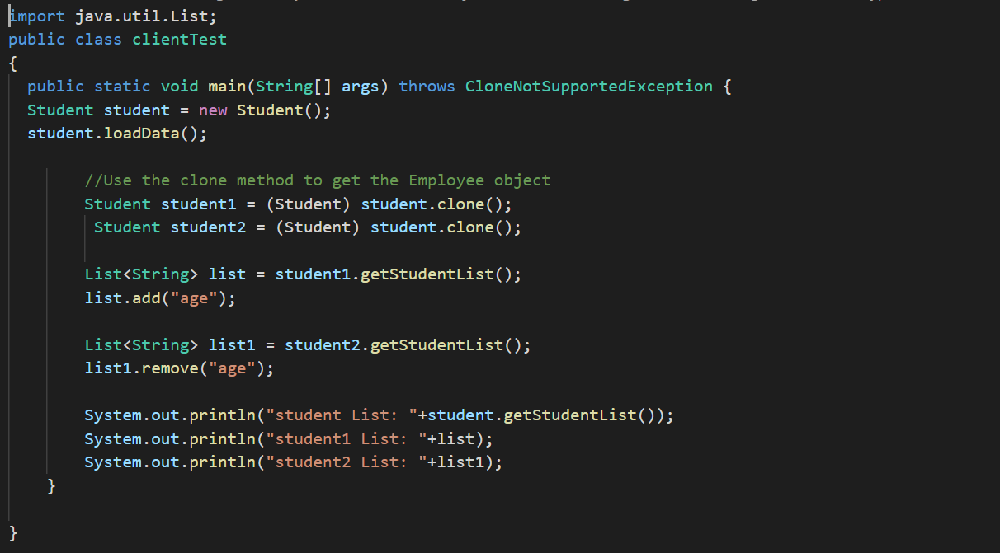 import java.util.List;
public class clientTest
{
public static void main(String[] args) throws CloneNotSupportedException {
Student student = new Student();
student.loadData();
//Use the clone method to get the Employee object
Student student1 = (Student) student.clone();
Student student2 = (Student) student.clone();
List<String> list = student1.getStudentList();
list.add("age");
List<String> list1 = student2.getStudentList();
list1.remove("age");
System.out.println("student List: "+student.getStudentList());
System.out.println("student1 List: "+list);
System.out.println("student2 List: "+list1);
}
}